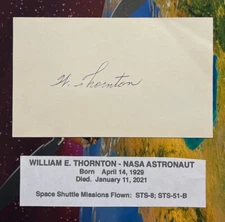 W. Thornton
WILLIAM E. THORNTON - NASA ASTRONAUT
Born April 14, 1929
Died. January 11, 2021
Space Shuttle Missions Flown: STS-8; STS-51-B